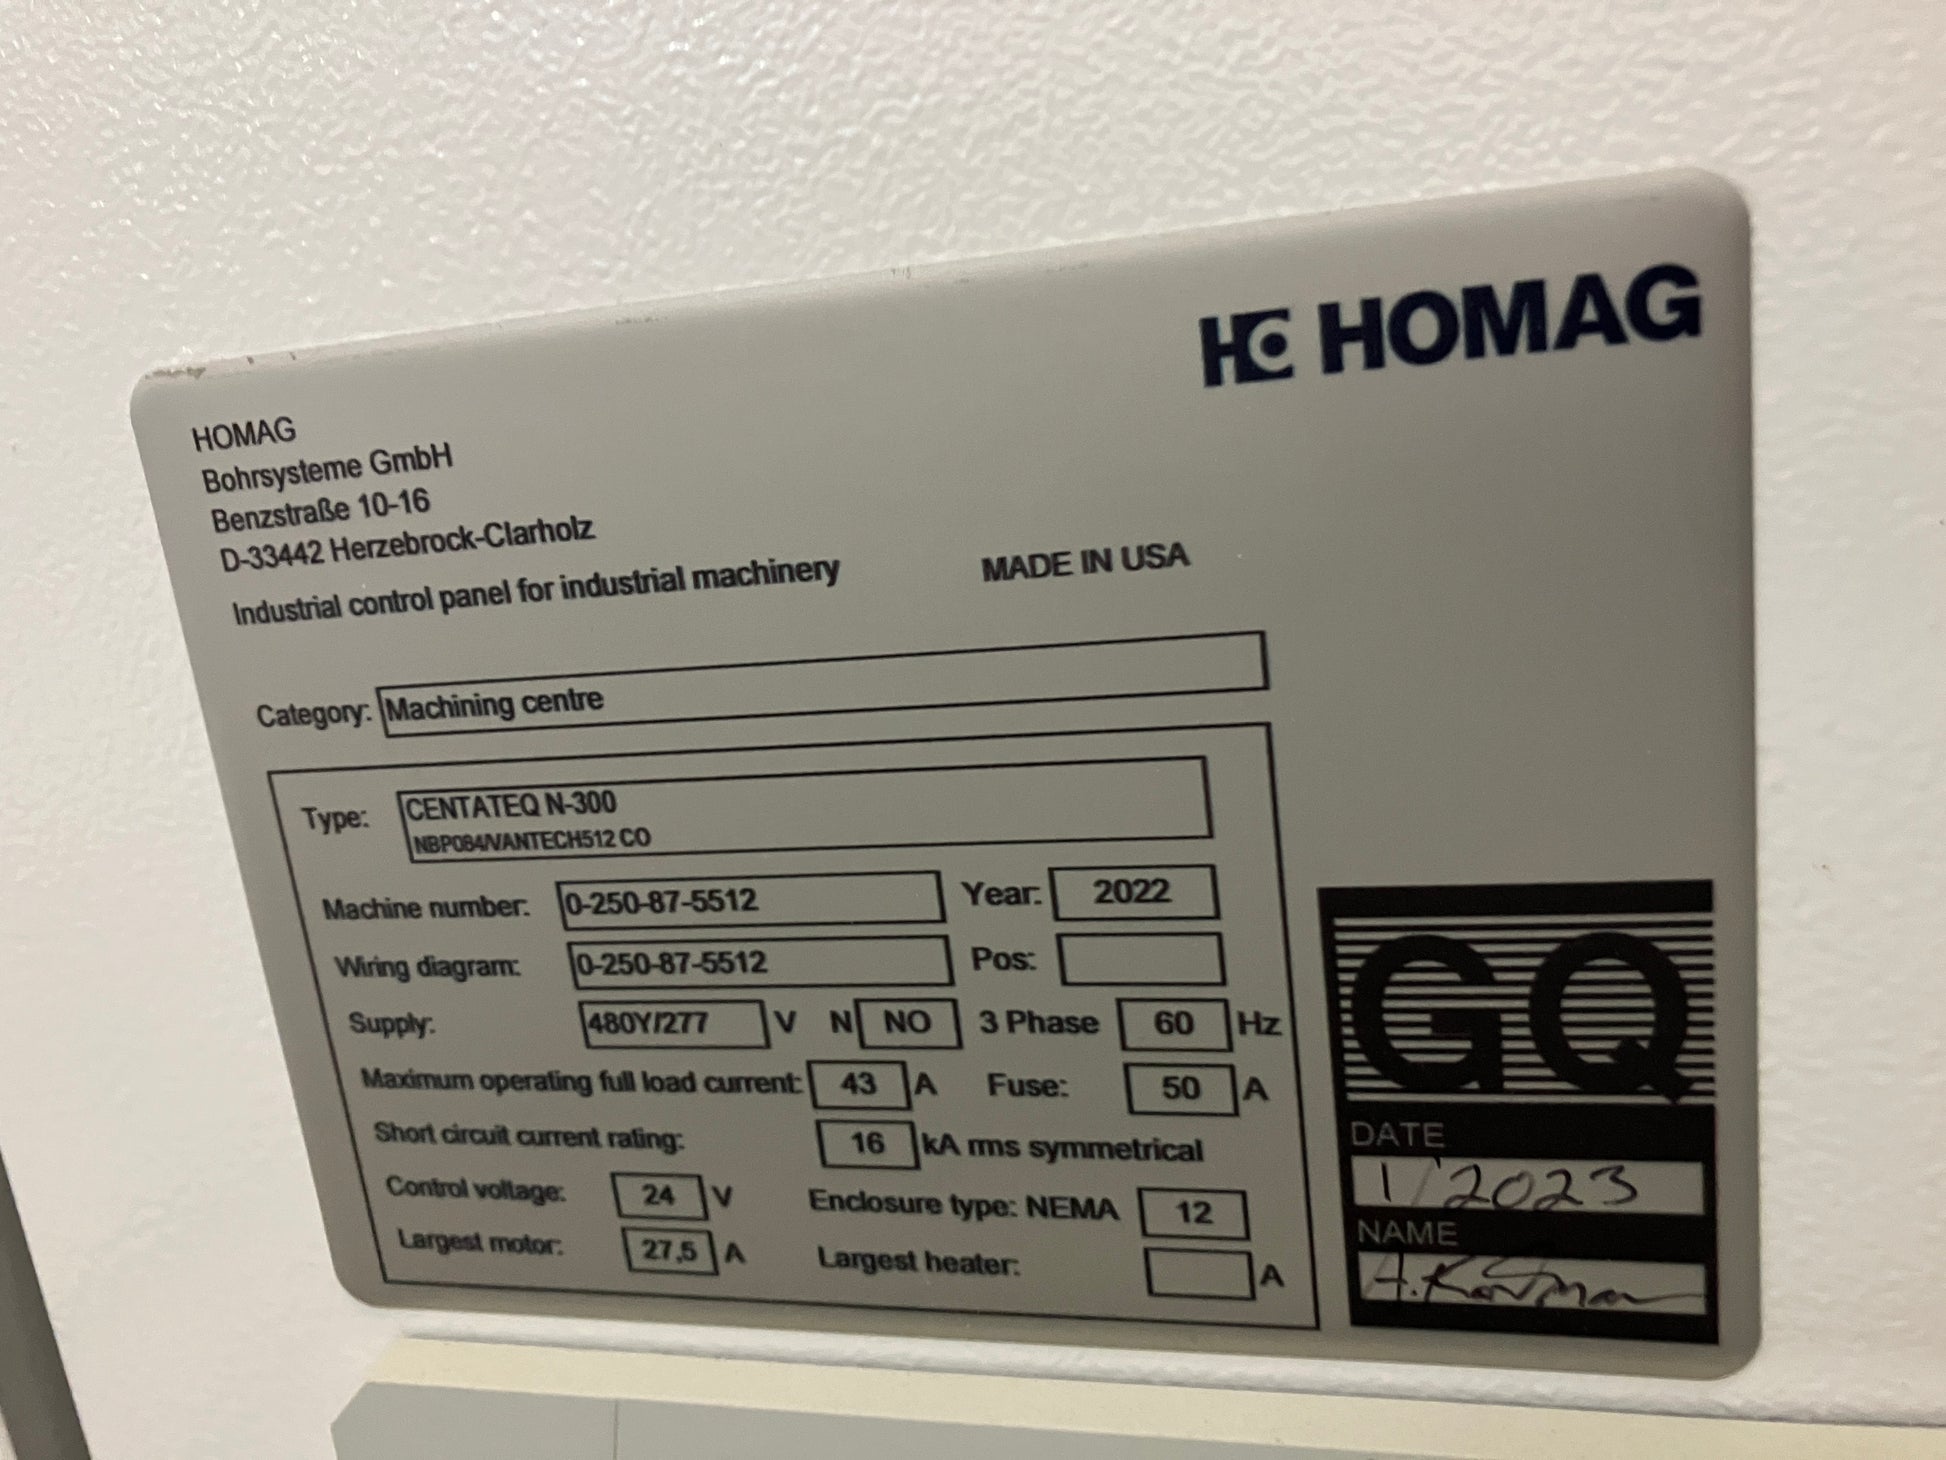 HOMAG
HOMAG
Bohrsysteme GmbH
Benzstraße 10-16
D-33442 Herzebrock-Clarholz
Industrial control panel for industrial machinery MADE IN USA
Category: Machining centre
Type: CENTATEQ N-300
NBP084/VANTECH512 CO
Machine number: 0-250-87-5512 Year: 2022
Wiring diagram: 0-250-87-5512 Pos:
Supply: 480Y/277 V N NO 3 Phase 60 Hz
Maximum operating full load current: 43 A Fuse: 50 A
Short circuit current rating: 16 kA rms symmetrical
Control voltage: 24 V Enclosure type: NEMA 12
Largest motor: 27,5 A Largest heater: A
GQ
DATE
1/2023
NAME